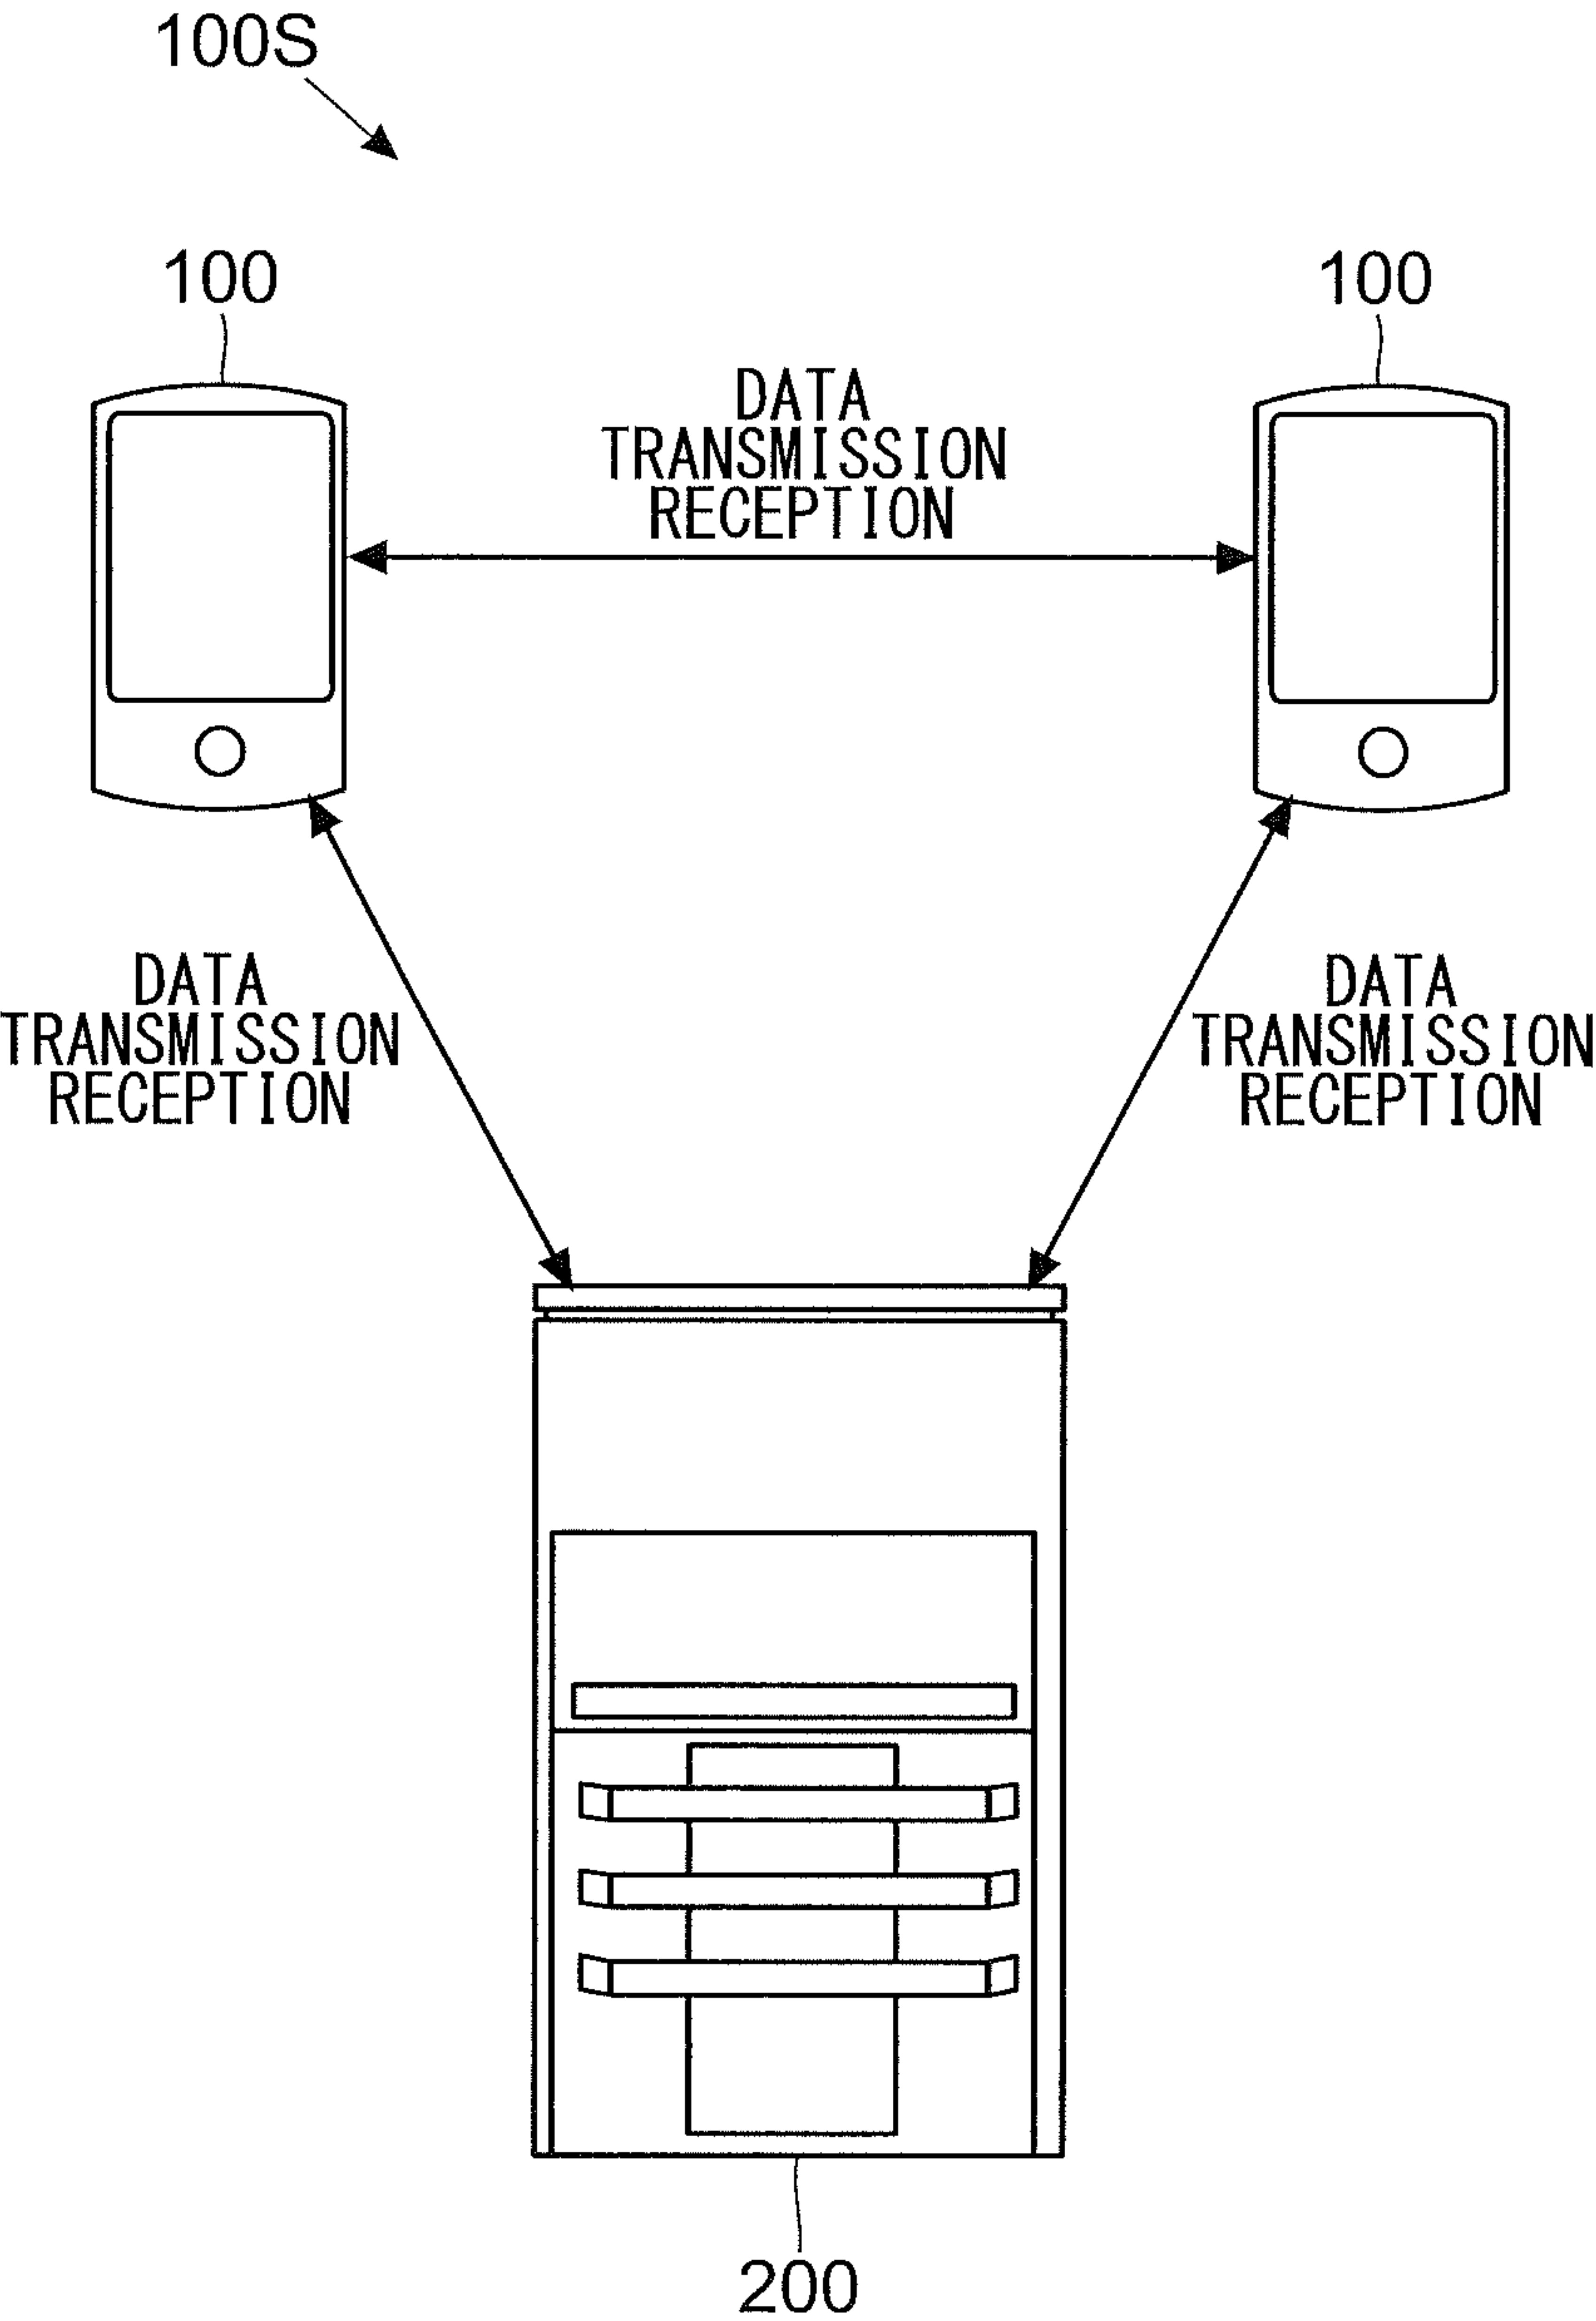 100S
100
100
DATA
TRANSMISSION
RECEPTION
DATA
TRANSMISSION
RECEPTION
DATA
TRANSMISSION
RECEPTION
200